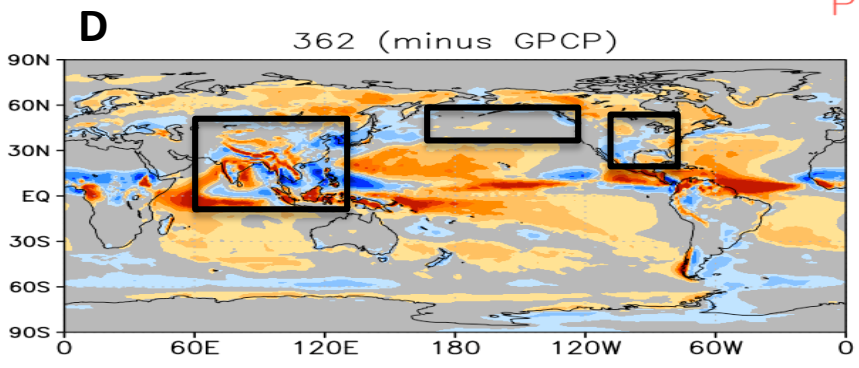 P
D
362 (minus GPCP)
90N
60N
30N
EQ
30S
60S
90S
0 60E 120E 180 120W 60W 0